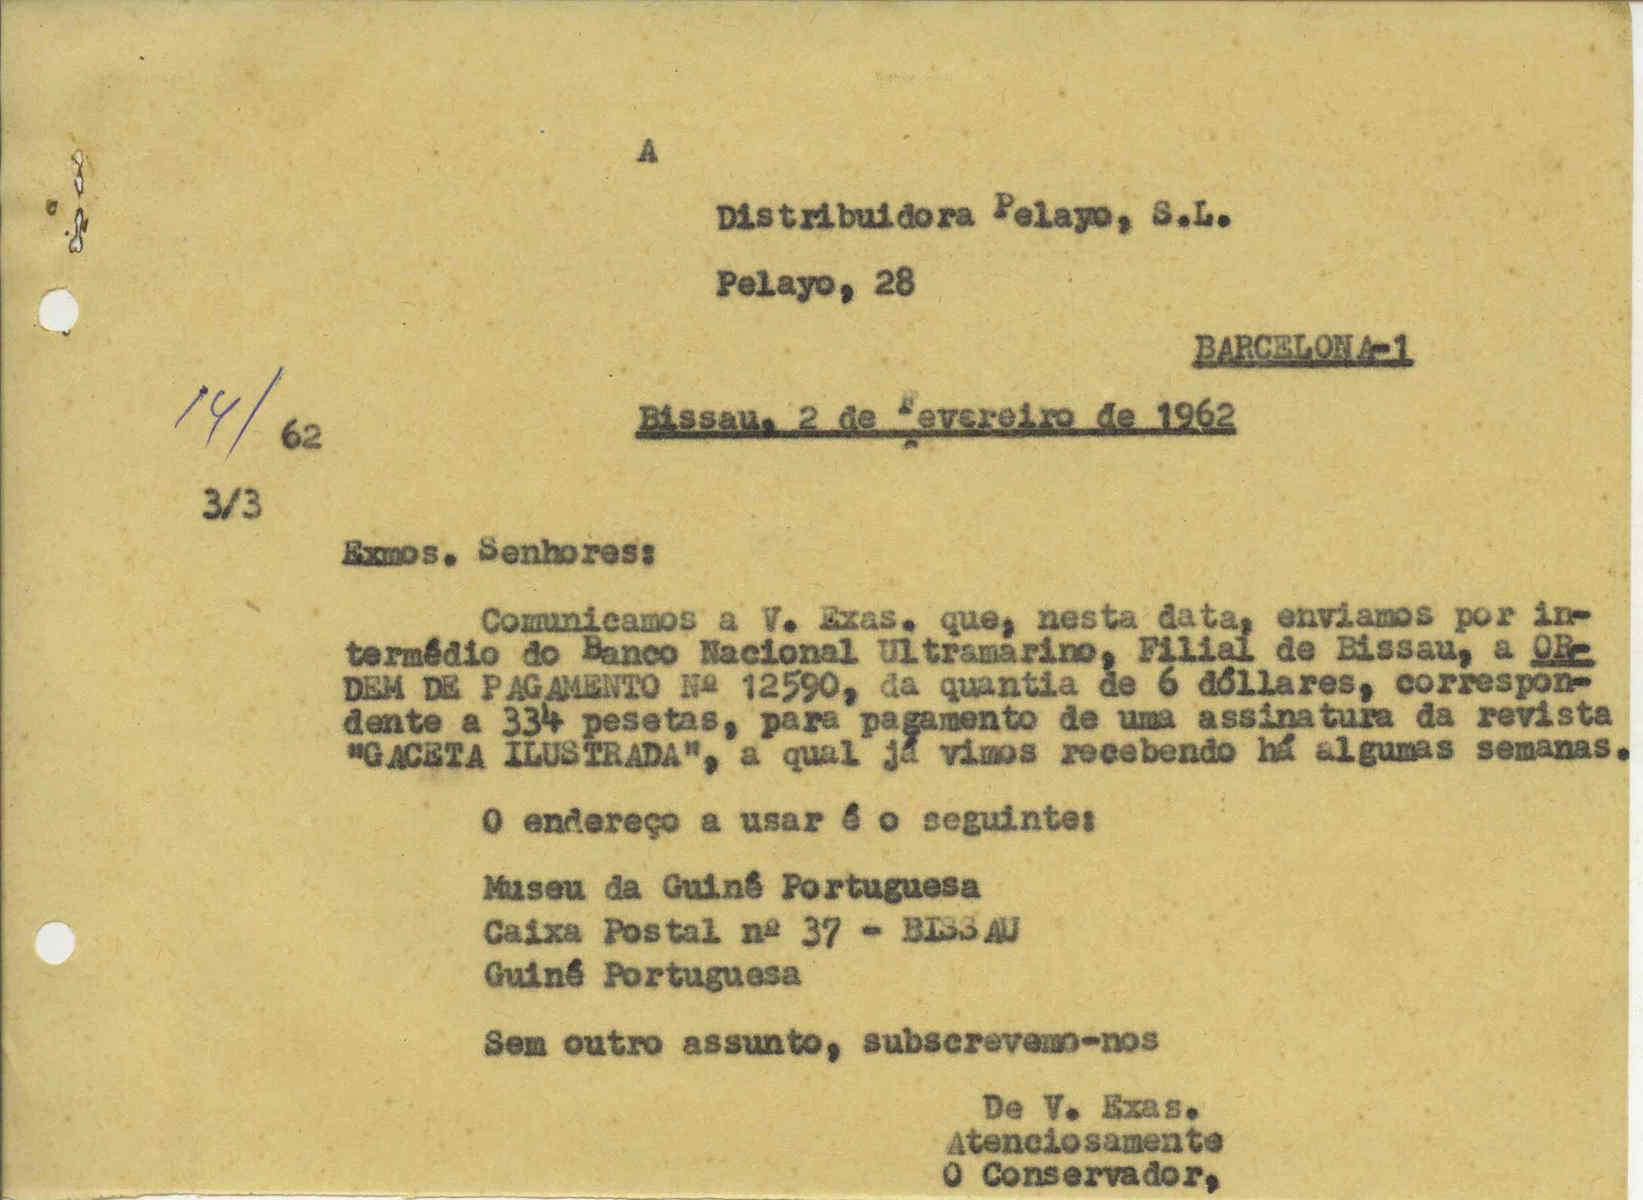 A
Distribuidora Pelayo, S.L.
Pelayo, 28
BARCELONA-1
14/62
Bissau, 2 de Fevereiro de 1962
3/3
Exmos. Senhores:
Comunicamos a V. Exas. que, nesta data, enviamos por in-
termédio do Banco Nacional Ultramarino, Filial de Bissau, a OR-
DEM DE PAGAMENTO Nº 12590, da quantia de 6 dóllares, correspon-
dente a 334 pesetas, para pagamento de uma assinatura da revista
"GACETA ILUSTRADA", a qual já vimos recebendo há algumas semanas.
O endereço a usar é o seguinte:
Museu da Guiné Portuguesa
Caixa Postal nº 37 - BISSAU
Guiné Portuguesa
Sem outro assunto, subscrevemo-nos
De V. Exas.
Atenciosamente
O Conservador,